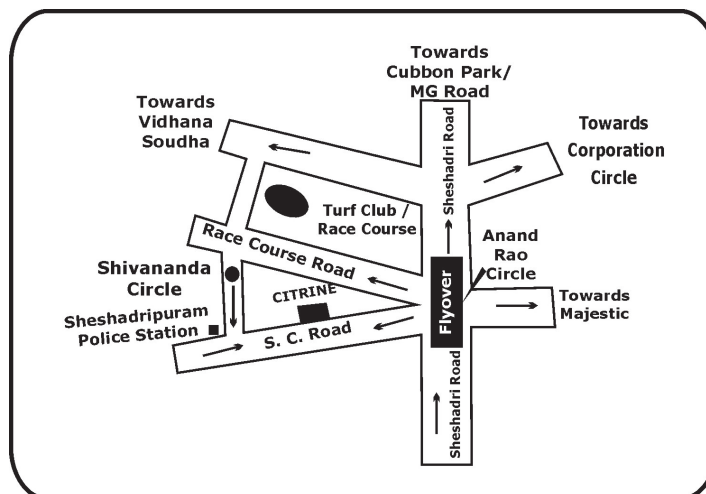 Towards
Cubbon Park/
MG Road
Towards
Vidhana
Soudha
Towards
Corporation
Circle
Sheshadri Road
Turf Club /
Race Course
Race Course Road
Anand
Rao
Circle
Shivananda
Circle
CITRINE
Flyover
Towards
Majestic
Sheshadripuram
Police Station
S. C. Road
Sheshadri Road